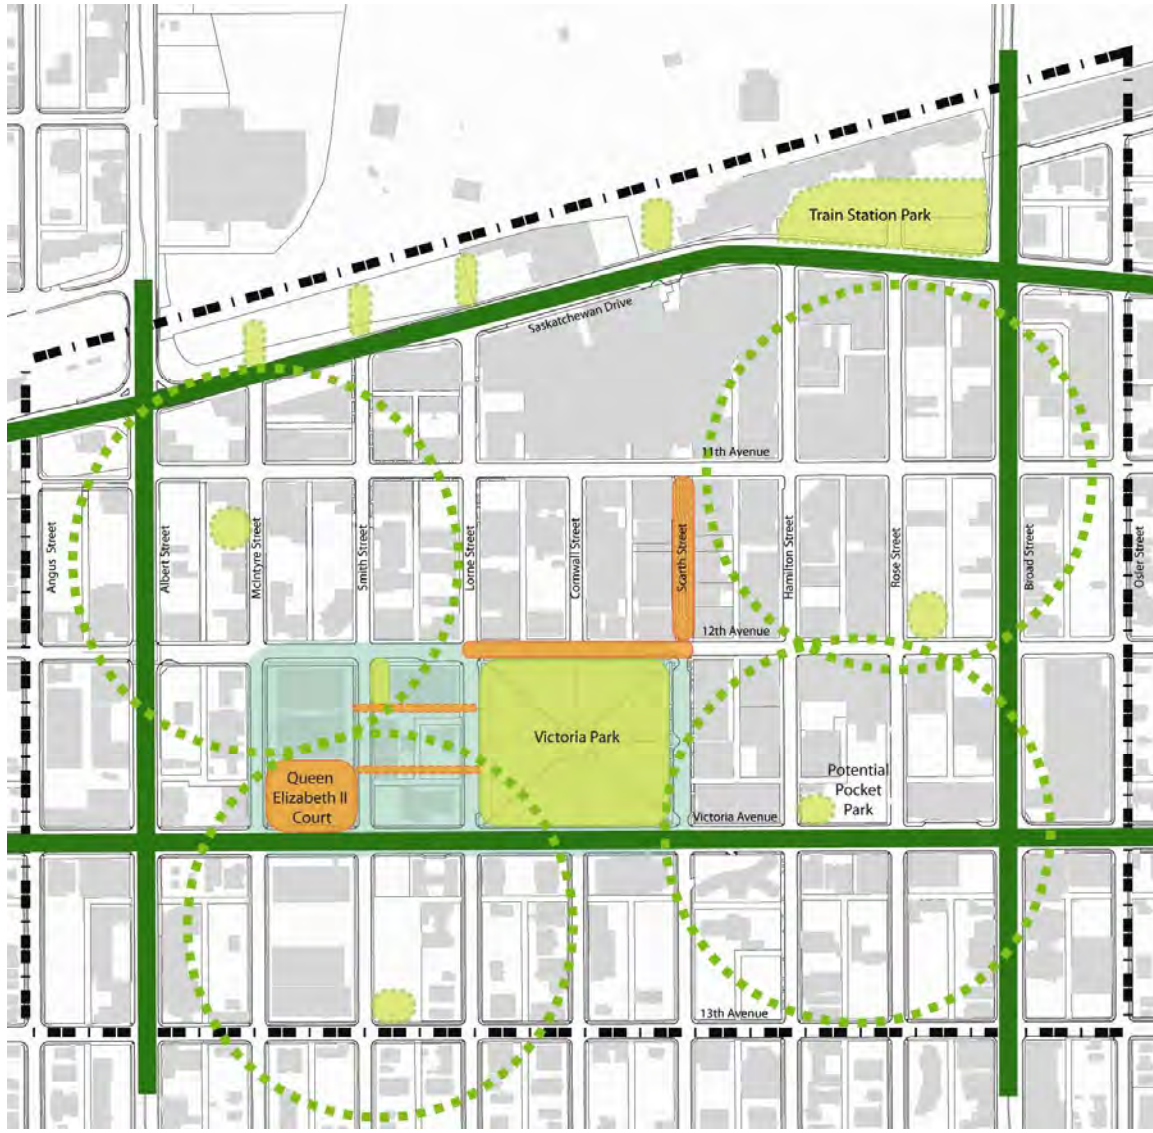 Train Station Park
Saskatchewan Drive
11th Avenue
Angus Street
Albert Street
McIntyre Street
Smith Street
Lorne Street
Cornwall Street
Scarth Street
Hamilton Street
Rose Street
Broad Street
Osler Street
12th Avenue
Victoria Park
Queen
Elizabeth II
Court
Potential
Pocket
Park
Victoria Avenue
13th Avenue